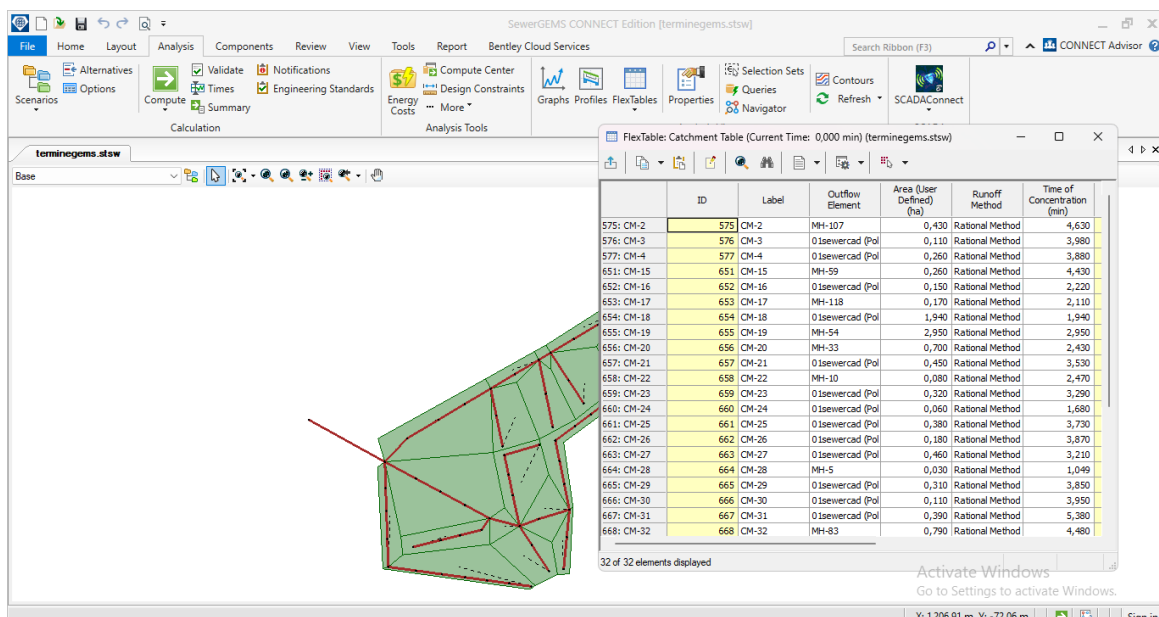 SewerGEMS CONNECT Edition [terminegems.stsw]
File Home Layout Analysis Components Review View Tools Report Bentley Cloud Services Search Ribbon (F3) CONNECT Advisor
Scenarios
Alternatives
Options
Compute
Validate
Times
Summary
Notifications
Engineering Standards
Calculation
Energy Costs
Compute Center
Design Constraints
More
Analysis Tools
Graphs Profiles FlexTables Properties
Selection Sets
Queries
Navigator
Contours
Refresh
SCADAConnect
terminegems.stsw
Base
FlexTable: Catchment Table (Current Time: 0,000 min) (terminegems.stsw)
ID Label Outflow Element Area (User Defined) (ha) Runoff Method Time of Concentration (min)
575: CM-2 575 CM-2 MH-107 0,430 Rational Method 4,630
576: CM-3 576 CM-3 01sewercad (Pol 0,110 Rational Method 3,980
577: CM-4 577 CM-4 01sewercad (Pol 0,260 Rational Method 3,880
651: CM-15 651 CM-15 MH-59 0,260 Rational Method 4,430
652: CM-16 652 CM-16 01sewercad (Pol 0,150 Rational Method 2,220
653: CM-17 653 CM-17 MH-118 0,170 Rational Method 2,110
654: CM-18 654 CM-18 01sewercad (Pol 1,940 Rational Method 1,940
655: CM-19 655 CM-19 MH-54 2,950 Rational Method 2,950
656: CM-20 656 CM-20 MH-33 0,700 Rational Method 2,430
657: CM-21 657 CM-21 01sewercad (Pol 0,450 Rational Method 3,530
658: CM-22 658 CM-22 MH-10 0,080 Rational Method 2,470
659: CM-23 659 CM-23 01sewercad (Pol 0,320 Rational Method 3,290
660: CM-24 660 CM-24 01sewercad (Pol 0,060 Rational Method 1,680
661: CM-25 661 CM-25 01sewercad (Pol 0,380 Rational Method 3,730
662: CM-26 662 CM-26 01sewercad (Pol 0,180 Rational Method 3,870
663: CM-27 663 CM-27 01sewercad (Pol 0,460 Rational Method 3,210
664: CM-28 664 CM-28 MH-5 0,030 Rational Method 1,049
665: CM-29 665 CM-29 01sewercad (Pol 0,310 Rational Method 3,850
666: CM-30 666 CM-30 01sewercad (Pol 0,110 Rational Method 3,950
667: CM-31 667 CM-31 01sewercad (Pol 0,390 Rational Method 5,380
668: CM-32 668 CM-32 MH-83 0,790 Rational Method 4,480
32 of 32 elements displayed
Activate Windows
Go to Settings to activate Windows.
X: 1.206,91 m, Y: -72,06 m Sign in